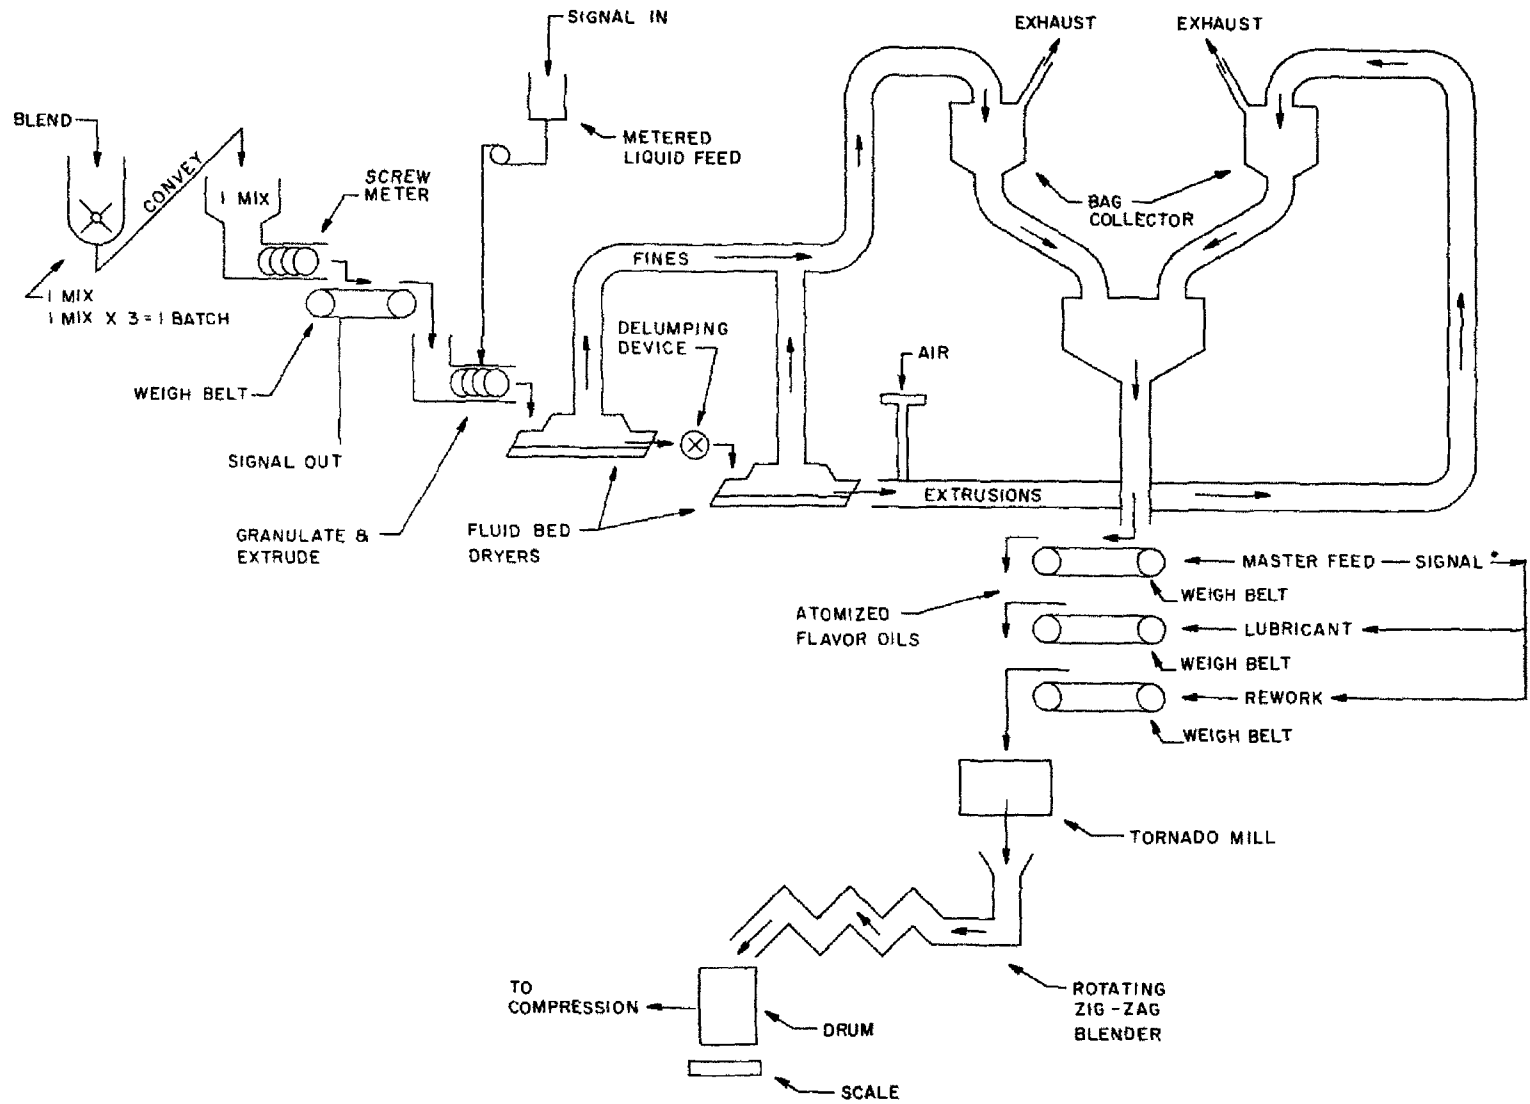 SIGNAL IN
EXHAUST
EXHAUST
BLEND
CONVEY
METERED
LIQUID FEED
SCREW
METER
1 MIX
BAG
COLLECTOR
FINES
1 MIX
1 MIX X 3 = 1 BATCH
DELUMPING
DEVICE
AIR
WEIGH BELT
SIGNAL OUT
EXTRUSIONS
GRANULATE &
EXTRUDE
FLUID BED
DRYERS
MASTER FEED
SIGNAL *
WEIGH BELT
ATOMIZED
FLAVOR OILS
LUBRICANT
WEIGH BELT
REWORK
WEIGH BELT
TORNADO MILL
TO
COMPRESSION
DRUM
ROTATING
ZIG-ZAG
BLENDER
SCALE